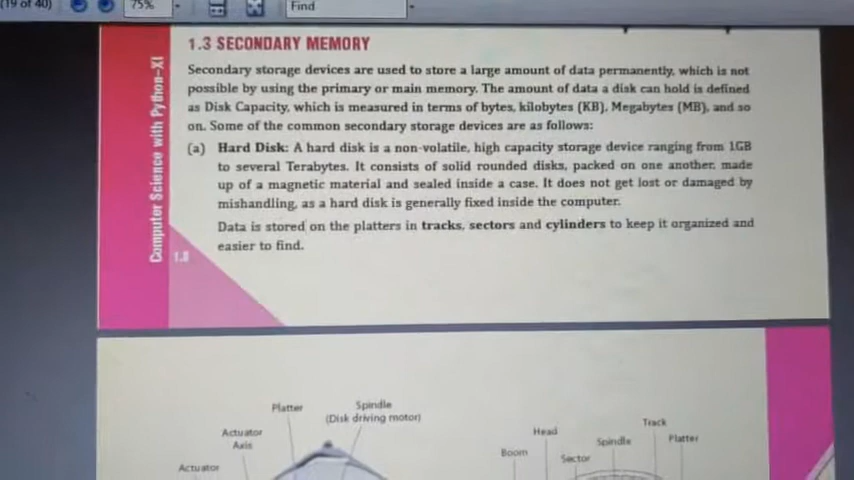 (19 of 40)
75%
Find
1.3 SECONDARY MEMORY
Secondary storage devices are used to store a large amount of data permanently, which is not
possible by using the primary or main memory. The amount of data a disk can hold is defined
as Disk Capacity, which is measured in terms of bytes, kilobytes (KB), Megabytes (MB), and so
on. Some of the common secondary storage devices are as follows:
(a) Hard Disk: A hard disk is a non-volatile, high capacity storage device ranging from 1GB
to several Terabytes. It consists of solid rounded disks, packed on one another, made
up of a magnetic material and sealed inside a case. It does not get lost or damaged by
mishandling, as a hard disk is generally fixed inside the computer.
Data is stored on the platters in tracks, sectors and cylinders to keep it organized and
easier to find.
Computer Science with Python–XI
1.8
Platter
Spindle
(Disk driving motor)
Actuator
Axis
Actuator
Track
Head
Spindle
Platter
Boom
Sector